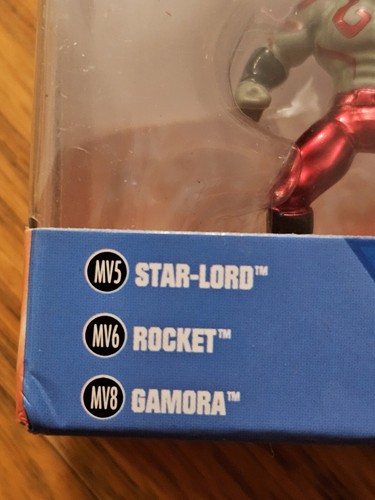 MV5 STAR-LORD™
MV6 ROCKET™
MV8 GAMORA™